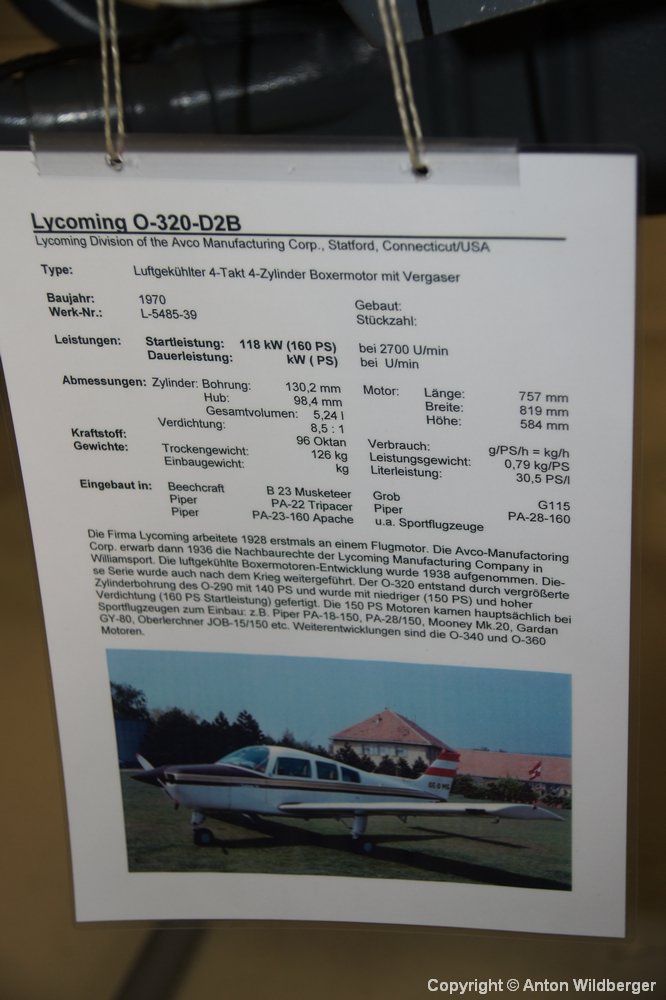 Lycoming O-320-D2B
Lycoming Division of the Avco Manufacturing Corp., Statford, Connecticut/USA
Type: Luftgekühlter 4-Takt 4-Zylinder Boxermotor mit Vergaser
Baujahr: 1970 Gebaut:
Werk-Nr.: L-5485-39 Stückzahl:
Leistungen: Startleistung: 118 kW (160 PS) bei 2700 U/min
Dauerleistung: kW ( PS) bei U/min
Abmessungen: Zylinder: Bohrung: 130,2 mm Motor: Länge: 757 mm
Hub: 98,4 mm Breite: 819 mm
Gesamtvolumen: 5,24 l Höhe: 584 mm
Verdichtung: 8,5 : 1
Kraftstoff: 96 Oktan Verbrauch: g/PS/h = kg/h
Gewichte: Trockengewicht: 126 kg Leistungsgewicht: 0,79 kg/PS
Einbaugewicht: kg Literleistung: 30,5 PS/l
Eingebaut in: Beechcraft B 23 Musketeer Grob G115
Piper PA-22 Tripacer Piper PA-28-160
Piper PA-23-160 Apache u.a. Sportflugzeuge
Die Firma Lycoming arbeitete 1928 erstmals an einem Flugmotor. Die Avco-Manufactoring
Corp. erwarb dann 1936 die Nachbaurechte der Lycoming Manufacturing Company in
Williamsport. Die luftgekühlte Boxermotoren-Entwicklung wurde 1938 aufgenommen. Die-
se Serie wurde auch nach dem Krieg weitergeführt. Der O-320 entstand durch vergrößerte
Zylinderbohrung des O-290 mit 140 PS und wurde mit niedriger (150 PS) und hoher
Verdichtung (160 PS Startleistung) gefertigt. Die 150 PS Motoren kamen hauptsächlich bei
Sportflugzeugen zum Einbau: z.B. Piper PA-18-150, PA-28/150, Mooney Mk.20, Gardan
GY-80, Oberlerchner JOB-15/150 etc. Weiterentwicklungen sind die O-340 und O-360
Motoren.
Copyright © Anton Wildberger